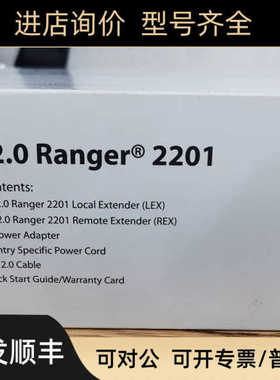 进店询价 型号齐全
2.0 Ranger® 2201
ntents:
2.0 Ranger 2201 Local Extender (LEX)
2.0 Ranger 2201 Remote Extender (REX)
ower Adapter
ntry Specific Power Cord
2.0 Cable
ck Start Guide/Warranty Card
发顺丰
可对公 可开专票/普